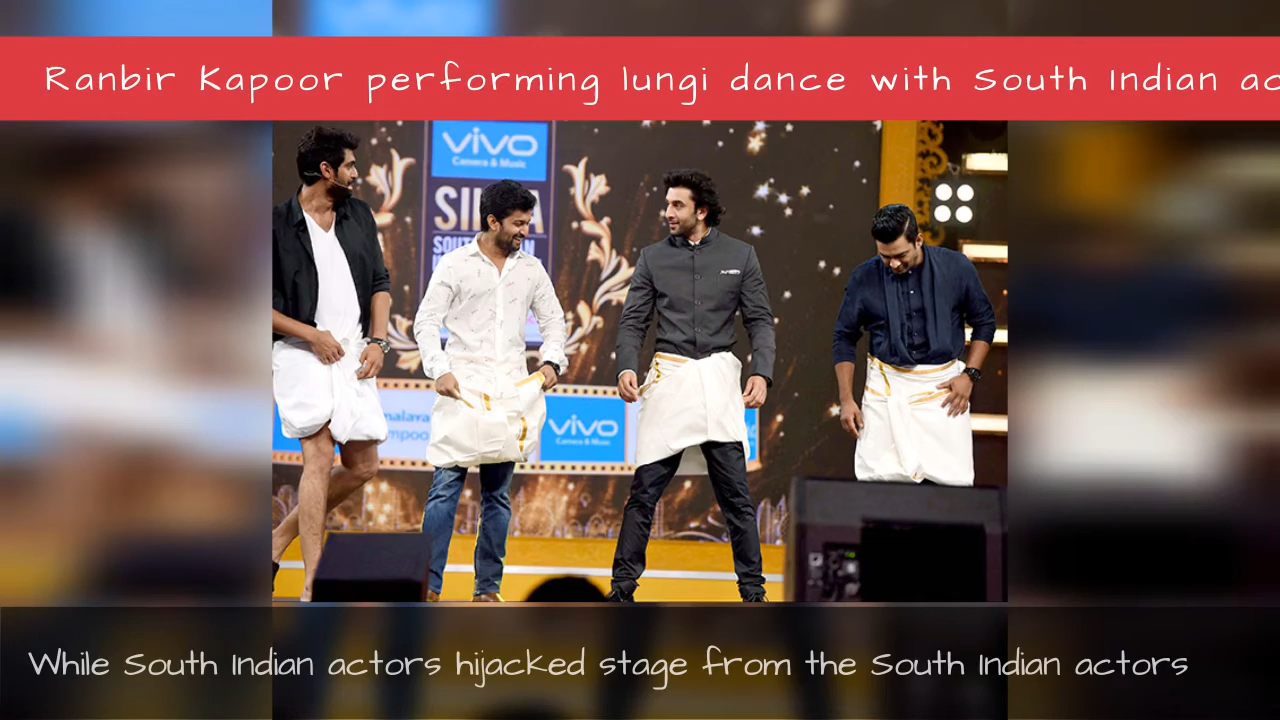 Ranbir Kapoor performing lungi dance with South Indian
vivo
Camera & Music
vivo
Camera & Music
While South Indian actors hijacked stage from the South Indian actors